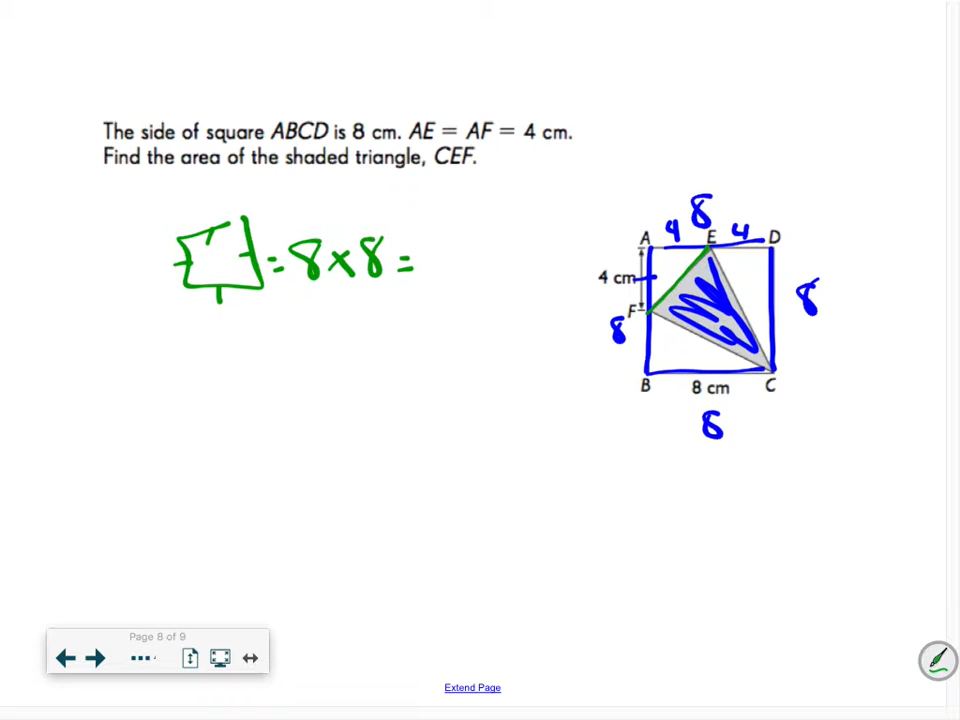 The side of square ABCD is 8 cm. AE = AF = 4 cm.
Find the area of the shaded triangle, CEF.
= 8 x 8 =
8
A 4 E 4 D
4 cm
8
F
8
B 8 cm C
8
Page 8 of 9
Extend Page